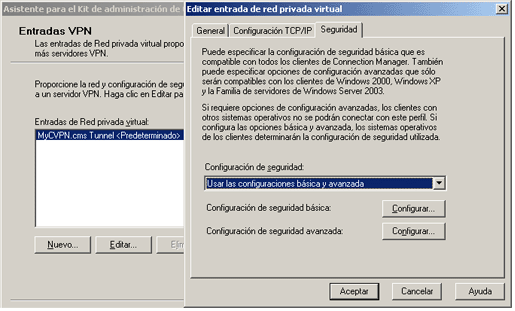 Asistente para el Kit de administración de
Entradas VPN
Las entradas de Red privada virtual propo
más servidores VPN.
Proporcione la red y configuración de segu
a un servidor VPN. Haga clic en Editar pa
Entradas de Red privada virtual:
MyCVPN.cms Tunnel <Predeterminado>
Nuevo...
Editar...
Elim
Editar entrada de red privada virtual
General
Configuración TCP/IP
Seguridad
Puede especificar la configuración de seguridad básica que es
compatible con todos los clientes de Connection Manager. También
puede especificar opciones de configuración avanzadas que sólo
serán compatibles con los clientes de Windows 2000, Windows XP
y la Familia de servidores de Windows Server 2003.
Si requiere opciones de configuración avanzadas, los clientes con
otros sistemas operativos no se podrán conectar con este perfil. Si
configura las opciones básica y avanzada, los sistemas operativos
de los clientes determinarán la configuración de seguridad utilizada.
Configuración de seguridad:
Usar las configuraciones básica y avanzada
Configuración de seguridad básica:
Configurar...
Configuración de seguridad avanzada:
Configurar...
Aceptar
Cancelar
Ayuda